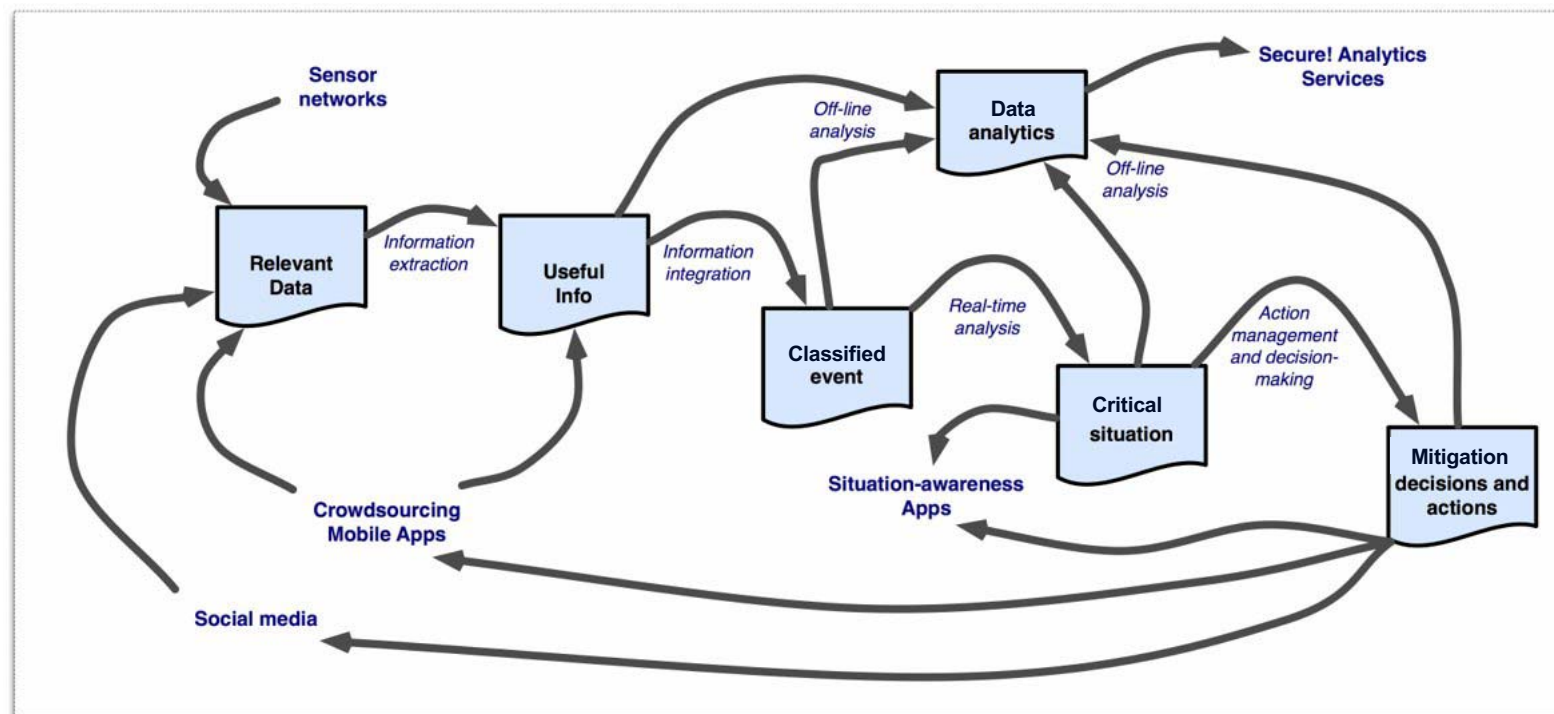 Sensor
networks
Off-line
analysis
Data
analytics
Secure! Analytics
Services
Off-line
analysis
Relevant
Data
Information
extraction
Useful
Info
Information
integration
Classified
event
Real-time
analysis
Action
management
and decision-
making
Critical
situation
Mitigation
decisions and
actions
Situation-awareness
Apps
Crowdsourcing
Mobile Apps
Social media